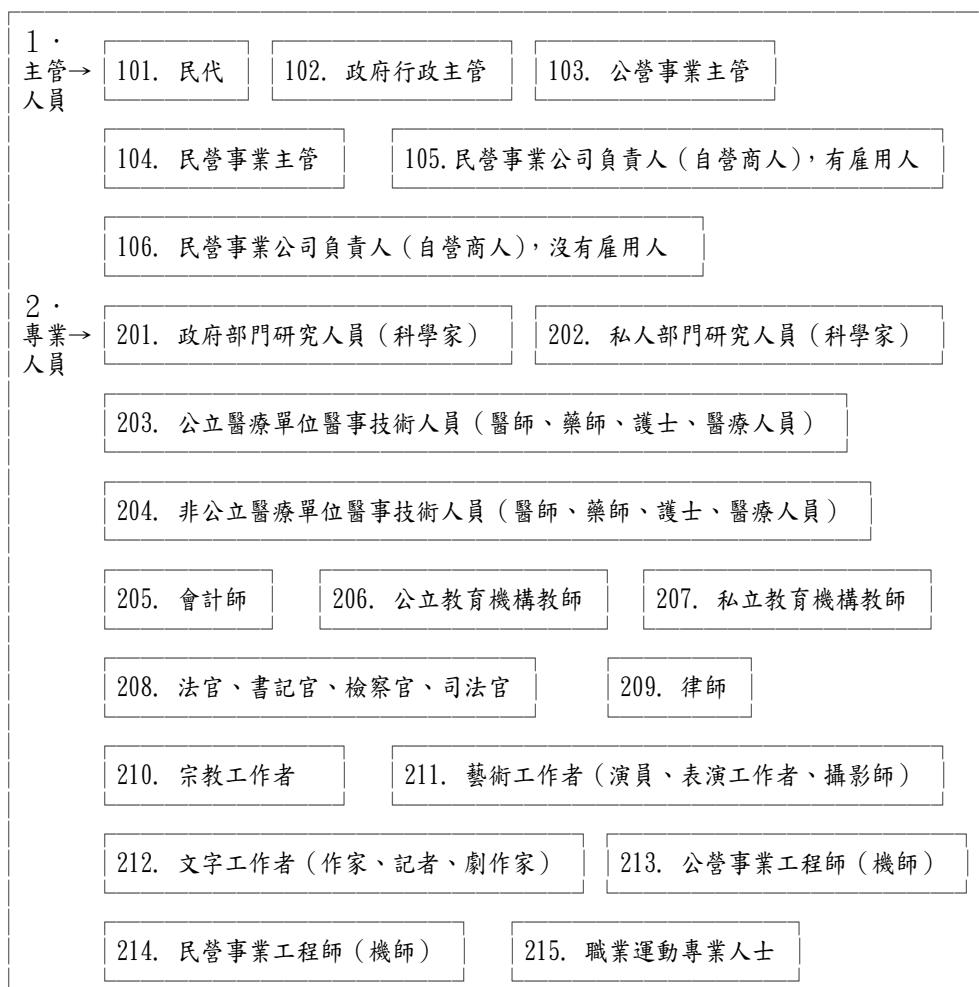 1.
主管→ 101. 民代 102. 政府行政主管 103. 公營事業主管
人員
104. 民營事業主管 105.民營事業公司負責人（自營商人），有雇用人
106. 民營事業公司負責人（自營商人），沒有雇用人
2.
專業→ 201. 政府部門研究人員（科學家） 202. 私人部門研究人員（科學家）
人員
203. 公立醫療單位醫事技術人員（醫師、藥師、護士、醫療人員）
204. 非公立醫療單位醫事技術人員（醫師、藥師、護士、醫療人員）
205. 會計師 206. 公立教育機構教師 207. 私立教育機構教師
208. 法官、書記官、檢察官、司法官 209. 律師
210. 宗教工作者 211. 藝術工作者（演員、表演工作者、攝影師）
212. 文字工作者（作家、記者、劇作家） 213. 公營事業工程師（機師）
214. 民營事業工程師（機師） 215. 職業運動專業人士